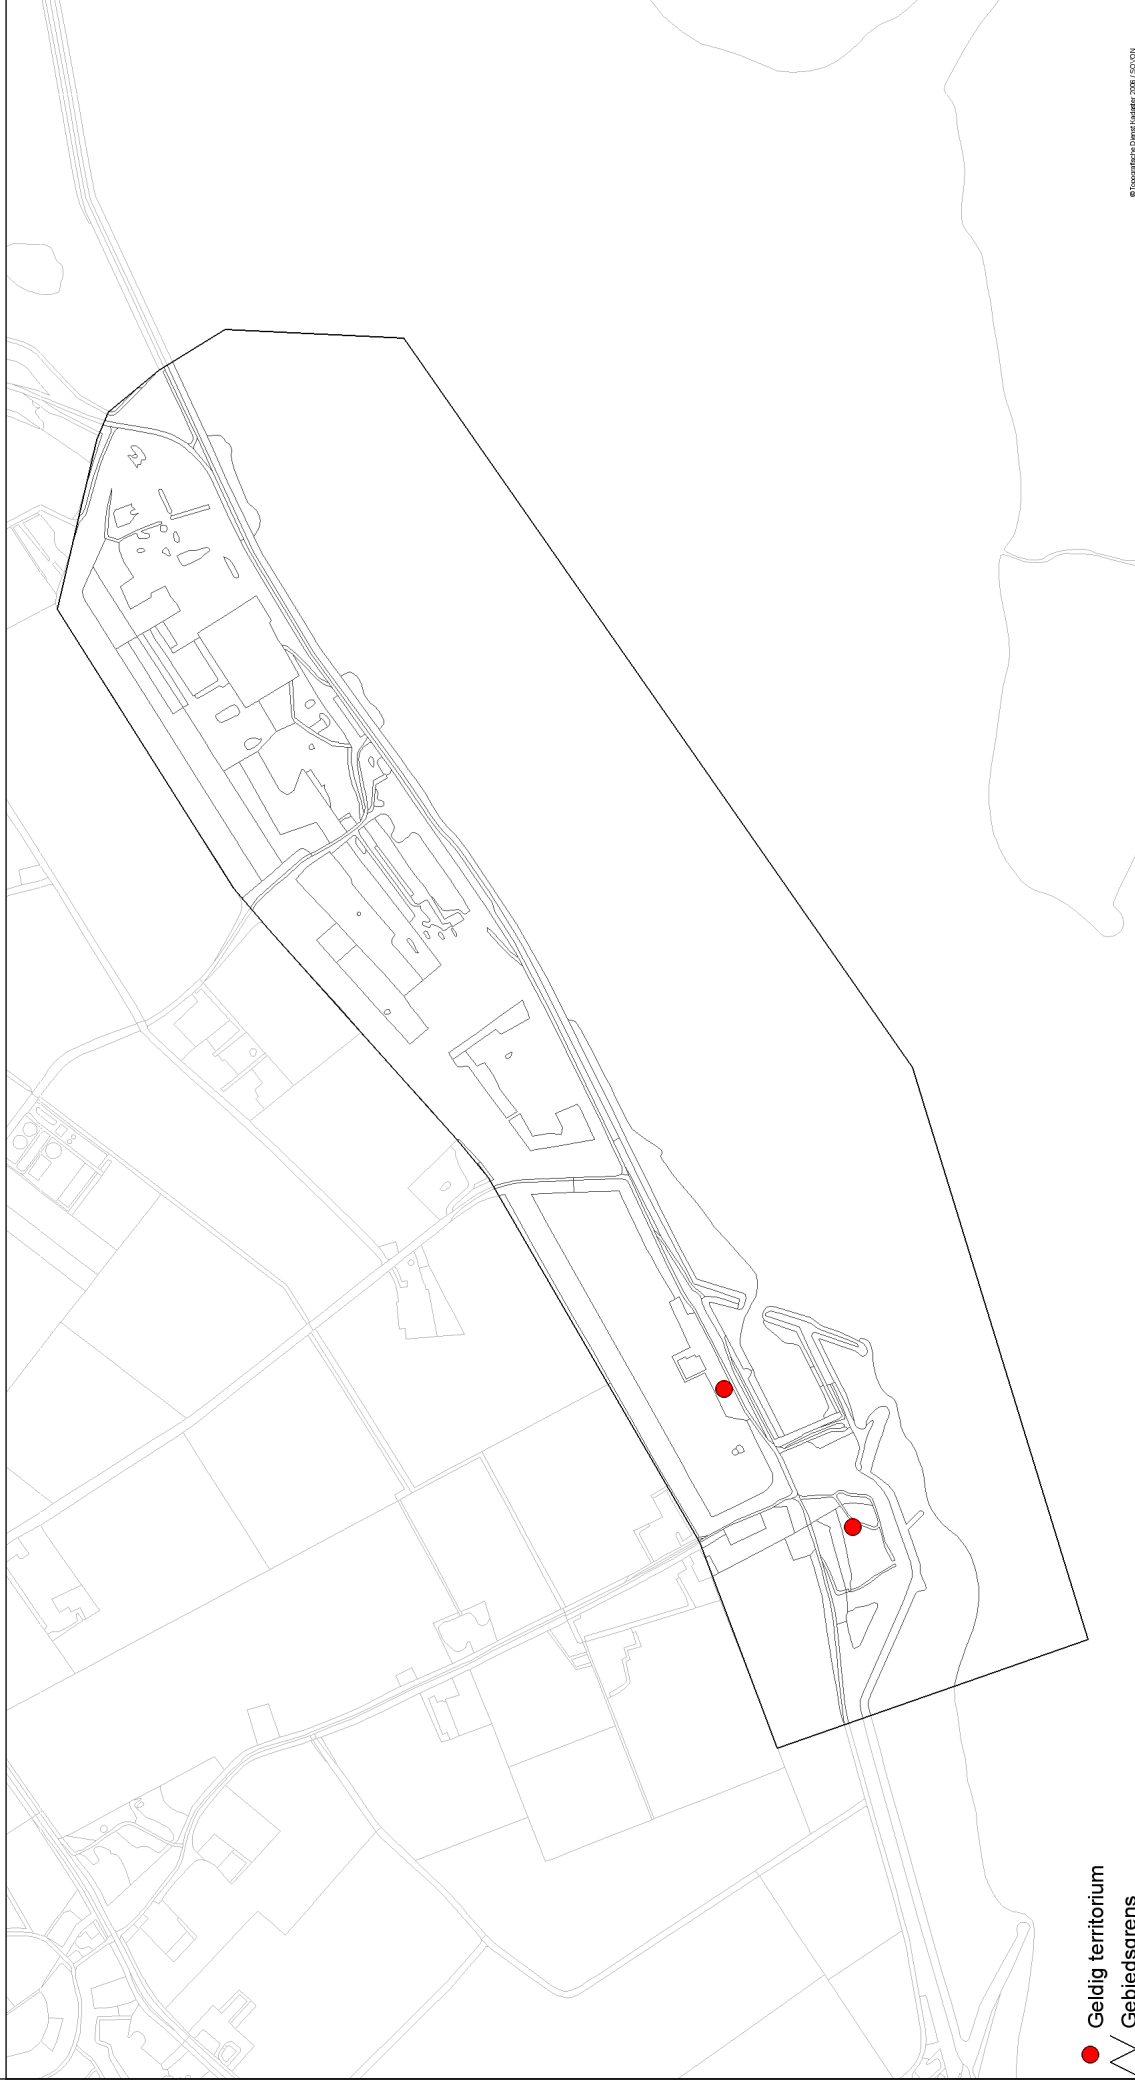 Geldig territorium
Gebiedsgrens
© Topografische Dienst Kadaster 2006 / SOVON